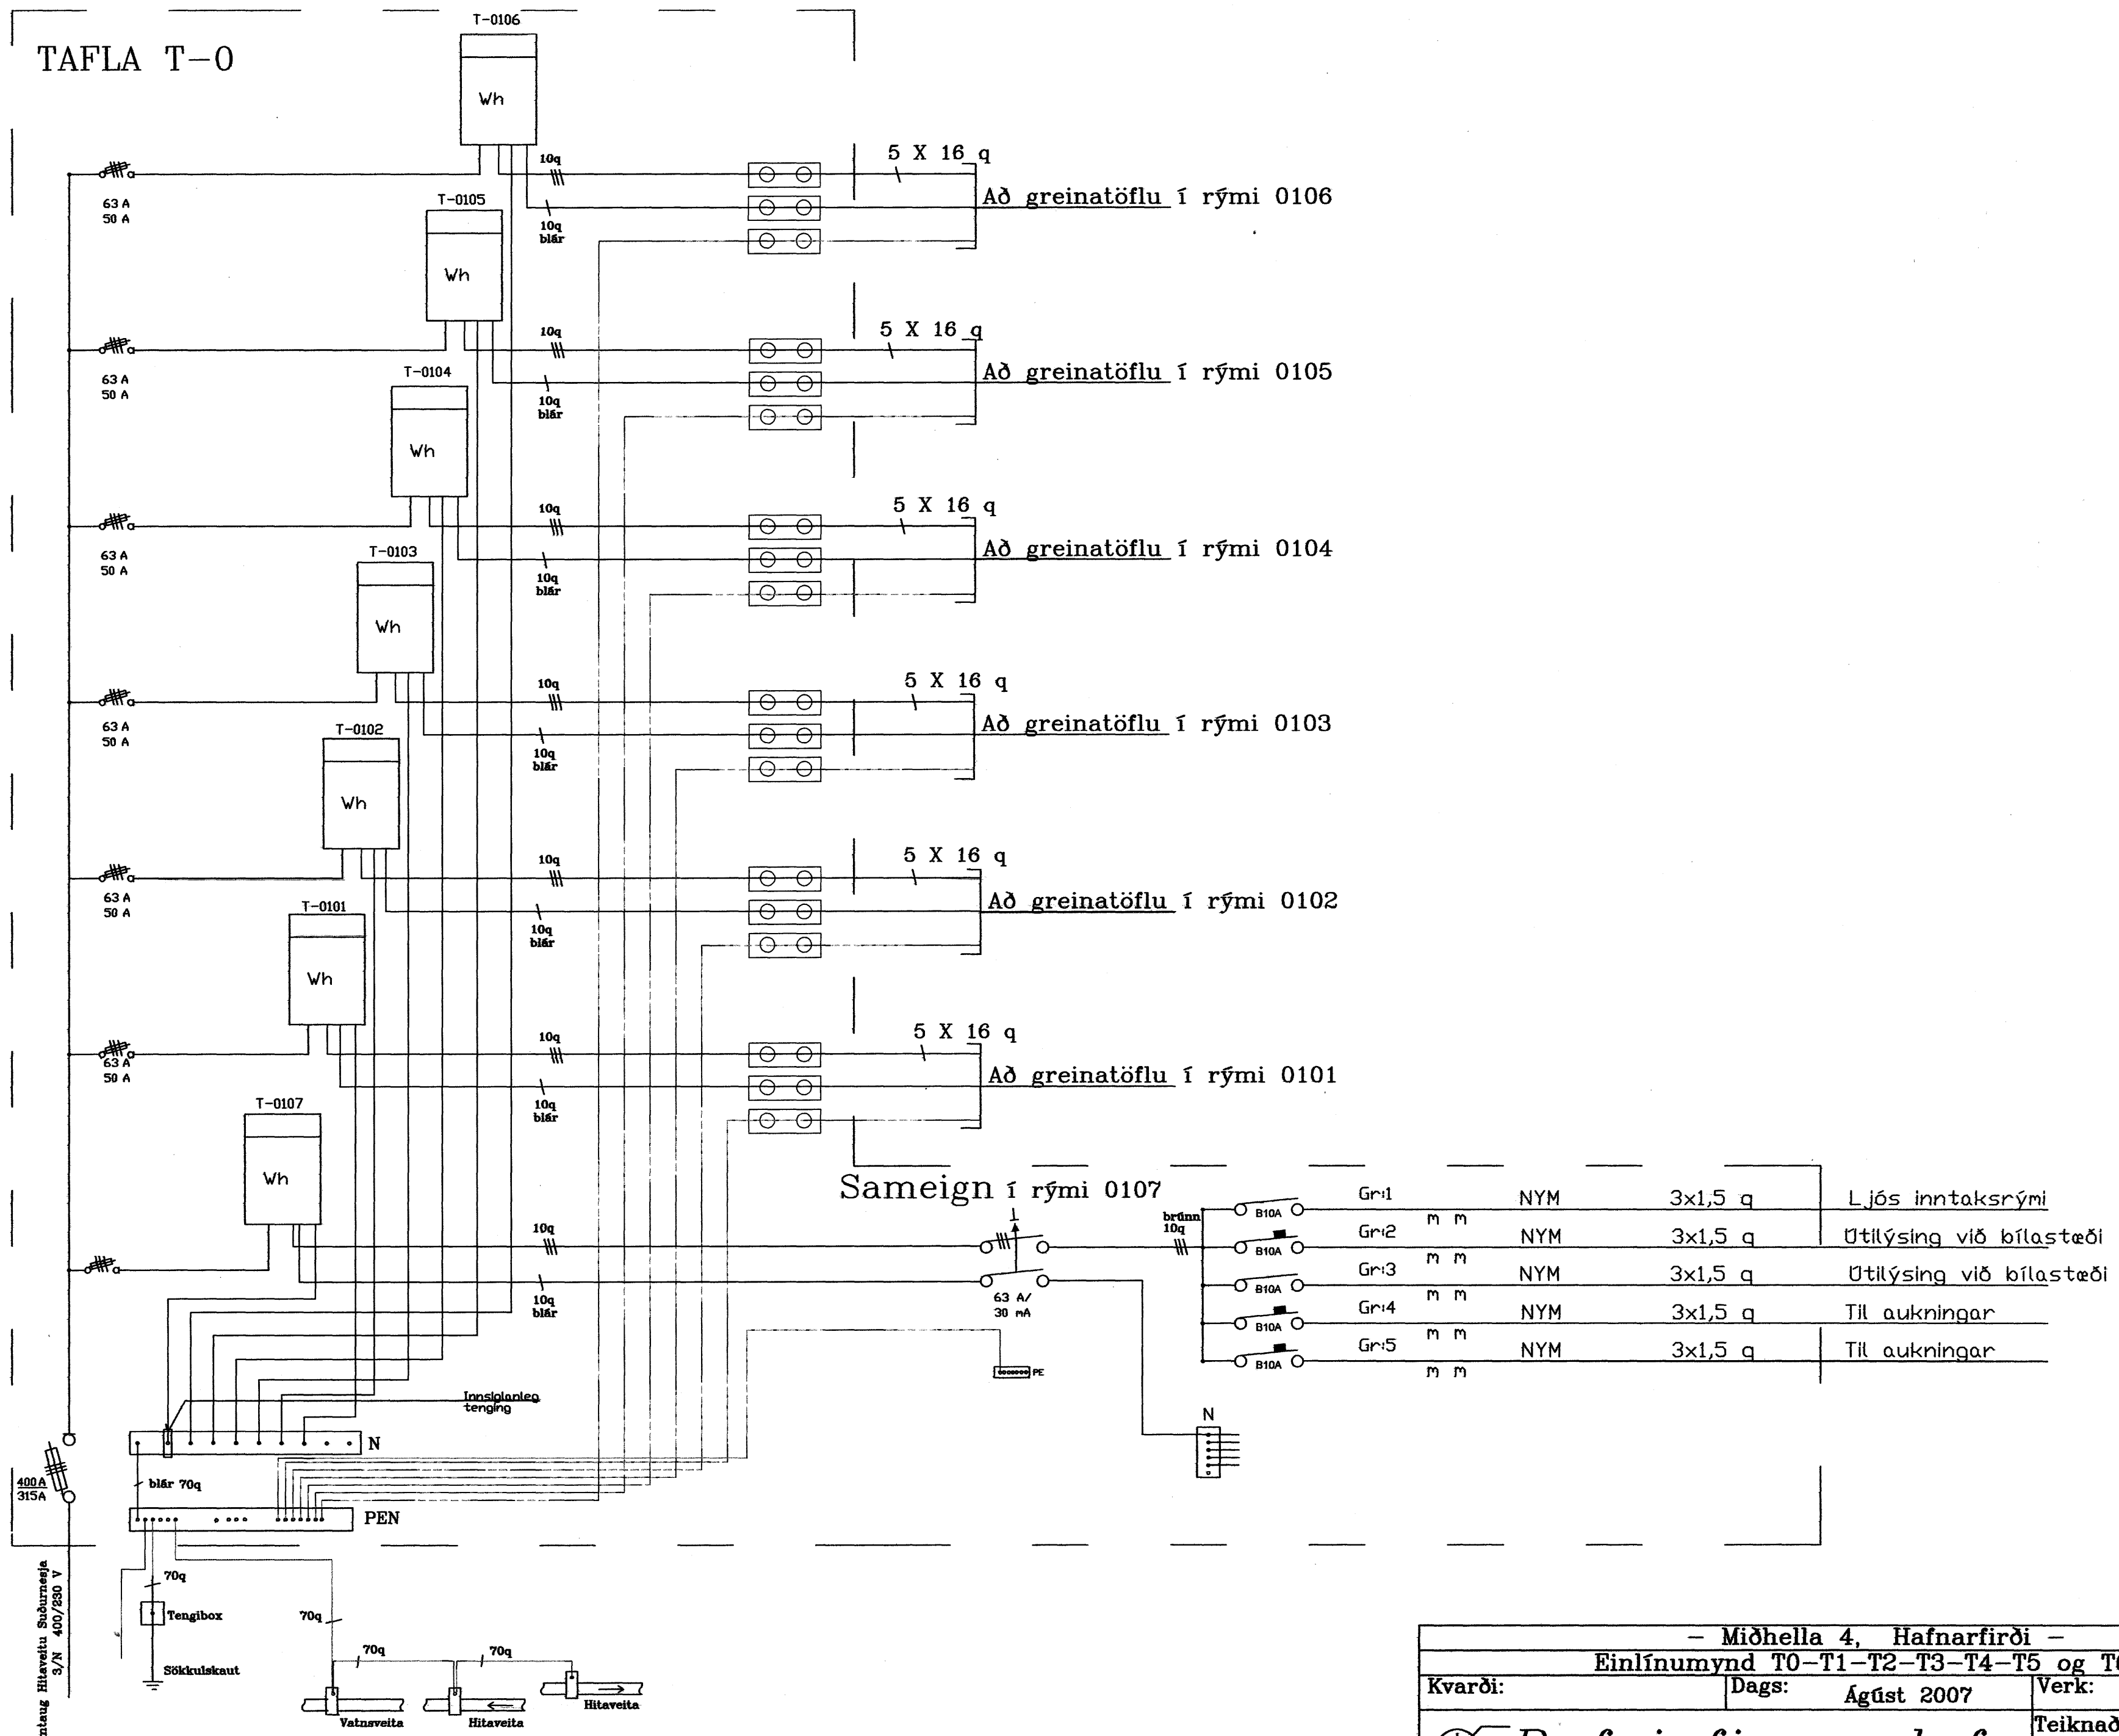 TAFLA T-0
T-0106
Wh
63 A
50 A
10q
10q
blár
5 X 16 q
Að greinatöflu í rými 0106
T-0105
Wh
63 A
50 A
10q
10q
blár
5 X 16 q
Að greinatöflu í rými 0105
T-0104
Wh
63 A
50 A
10q
10q
blár
5 X 16 q
Að greinatöflu í rými 0104
T-0103
Wh
63 A
50 A
10q
10q
blár
5 X 16 q
Að greinatöflu í rými 0103
T-0102
Wh
63 A
50 A
10q
10q
blár
5 X 16 q
Að greinatöflu í rými 0102
T-0101
Wh
63 A
50 A
10q
10q
blár
5 X 16 q
Að greinatöflu í rými 0101
T-0107
Wh
10q
10q
blár
Sameign í rými 0107
63 A/
30 mA
PE
brúnn
10q
B10A Gr:1 m m NYM 3x1,5 q Ljós inntaksrými
B10A Gr:2 m m NYM 3x1,5 q Útilýsing við bílastæði
B10A Gr:3 m m NYM 3x1,5 q Útilýsing við bílastæði
B10A Gr:4 m m NYM 3x1,5 q Til aukningar
B10A Gr:5 m m NYM 3x1,5 q Til aukningar
N
Innsiglanleg
tenging
N
400A
315A
blár 70q
PEN
ntaug Hitaveitu Suðurnesja
3/N 400/230 V
70q
Tengibox
Sökkulskaut
70q
70q
70q
Vatnsveita
Hitaveita
Hitaveita
- Miðhella 4, Hafnarfirði -
Einlínumynd T0-T1-T2-T3-T4-T5 og
Kvarði:
Dags: Ágúst 2007
Verk: